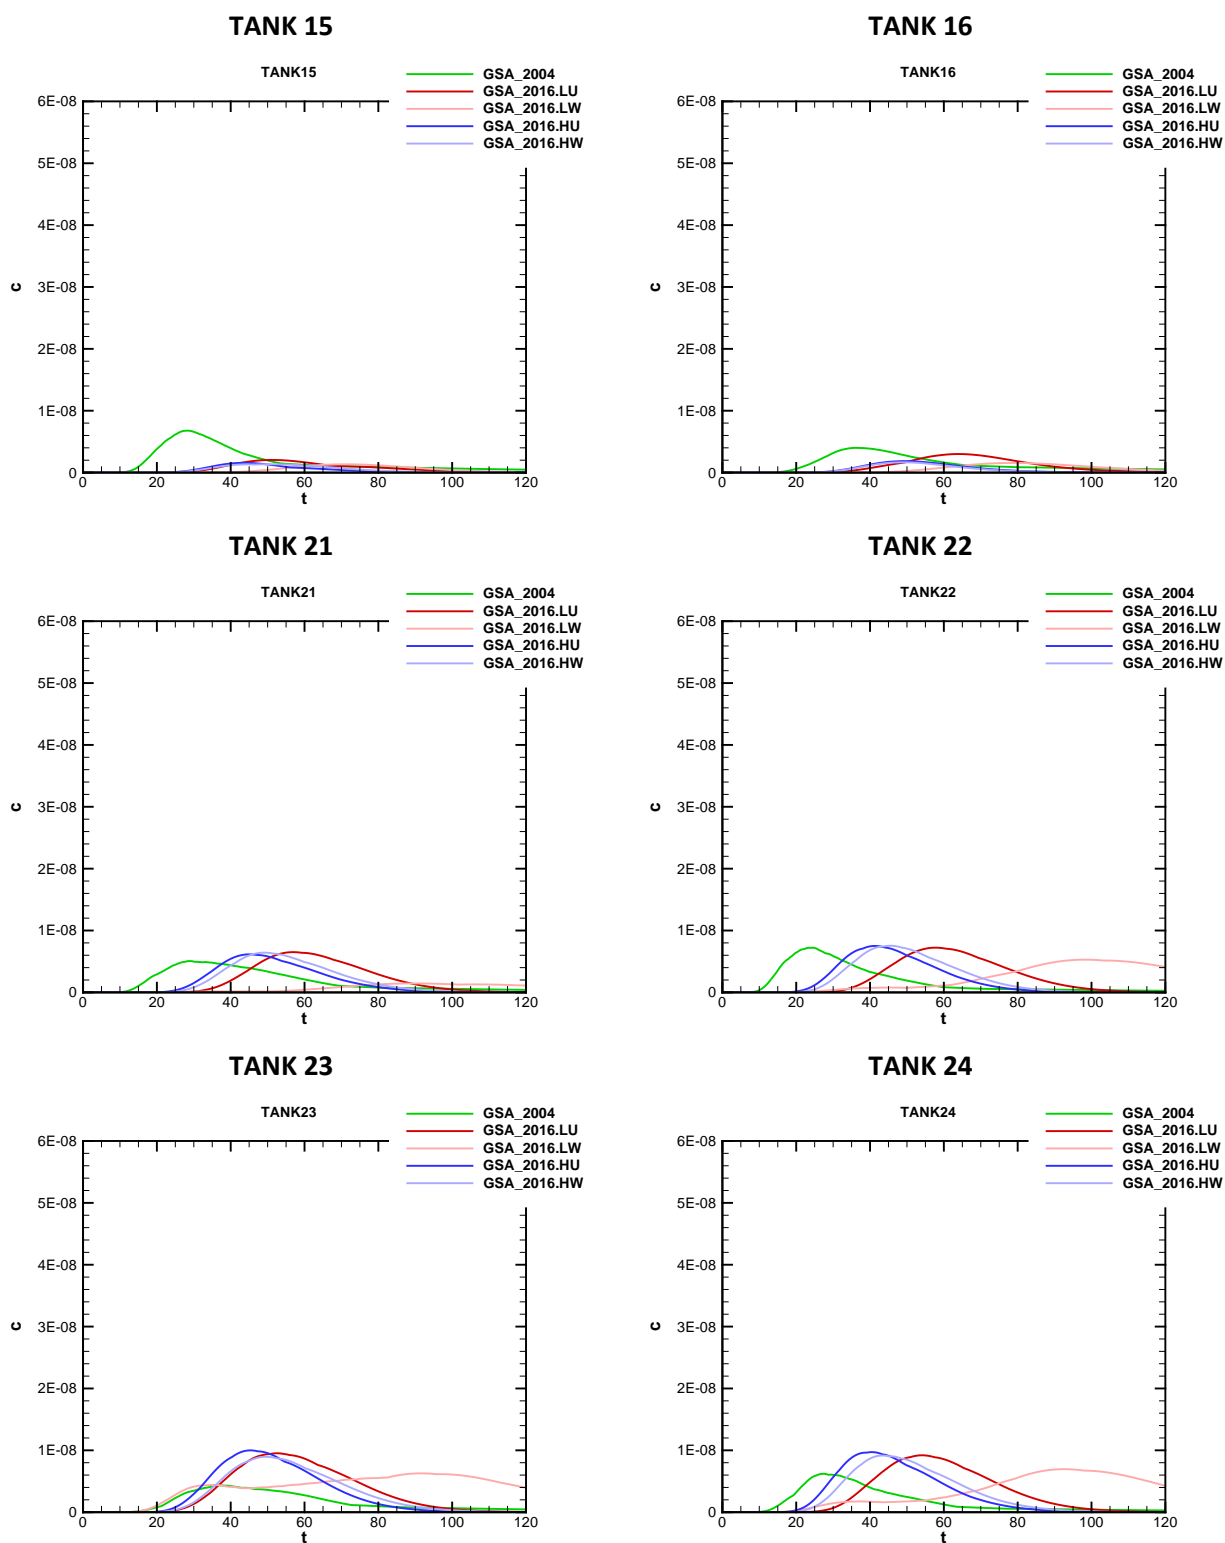 TANK 15
TANK15
GSA_2004
GSA_2016.LU
GSA_2016.LW
GSA_2016.HU
GSA_2016.HW
6E-08
5E-08
4E-08
3E-08
2E-08
1E-08
0
c
0 20 40 60 80 100 120
t
TANK 16
TANK16
GSA_2004
GSA_2016.LU
GSA_2016.LW
GSA_2016.HU
GSA_2016.HW
6E-08
5E-08
4E-08
3E-08
2E-08
1E-08
0
c
0 20 40 60 80 100 120
t
TANK 21
TANK21
GSA_2004
GSA_2016.LU
GSA_2016.LW
GSA_2016.HU
GSA_2016.HW
6E-08
5E-08
4E-08
3E-08
2E-08
1E-08
0
c
0 20 40 60 80 100 120
t
TANK 22
TANK22
GSA_2004
GSA_2016.LU
GSA_2016.LW
GSA_2016.HU
GSA_2016.HW
6E-08
5E-08
4E-08
3E-08
2E-08
1E-08
0
c
0 20 40 60 80 100 120
t
TANK 23
TANK23
GSA_2004
GSA_2016.LU
GSA_2016.LW
GSA_2016.HU
GSA_2016.HW
6E-08
5E-08
4E-08
3E-08
2E-08
1E-08
0
c
0 20 40 60 80 100 120
t
TANK 24
TANK24
GSA_2004
GSA_2016.LU
GSA_2016.LW
GSA_2016.HU
GSA_2016.HW
6E-08
5E-08
4E-08
3E-08
2E-08
1E-08
0
c
0 20 40 60 80 100 120
t